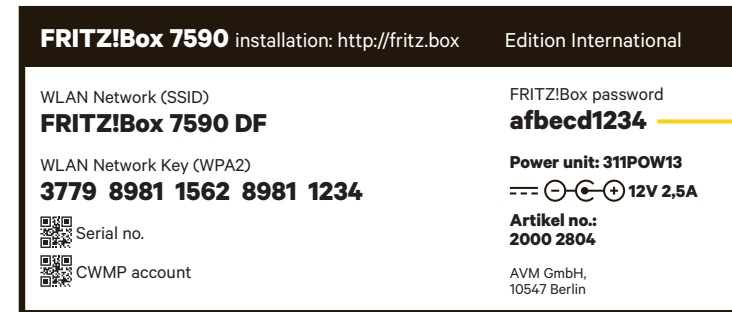 FRITZ!Box 7590 installation: http://fritz.box Edition International
WLAN Network (SSID)
FRITZ!Box 7590 DF
WLAN Network Key (WPA2)
3779 8981 1562 8981 1234
Serial no.
CWMP account
FRITZ!Box password
afbecd1234
Power unit: 311POW13
12V 2,5A
Artikel no.:
2000 2804
AVM GmbH,
10547 Berlin